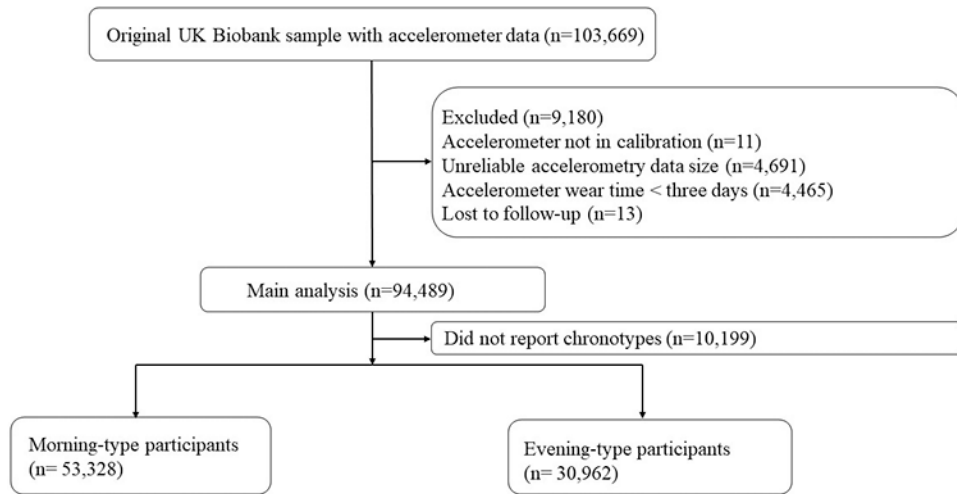 Original UK Biobank sample with accelerometer data (n=103,669)
Excluded (n=9,180)
Accelerometer not in calibration (n=11)
Unreliable accelerometry data size (n=4,691)
Accelerometer wear time < three days (n=4,465)
Lost to follow-up (n=13)
Main analysis (n=94,489)
Did not report chronotypes (n=10,199)
Morning-type participants
(n= 53,328)
Evening-type participants
(n= 30,962)